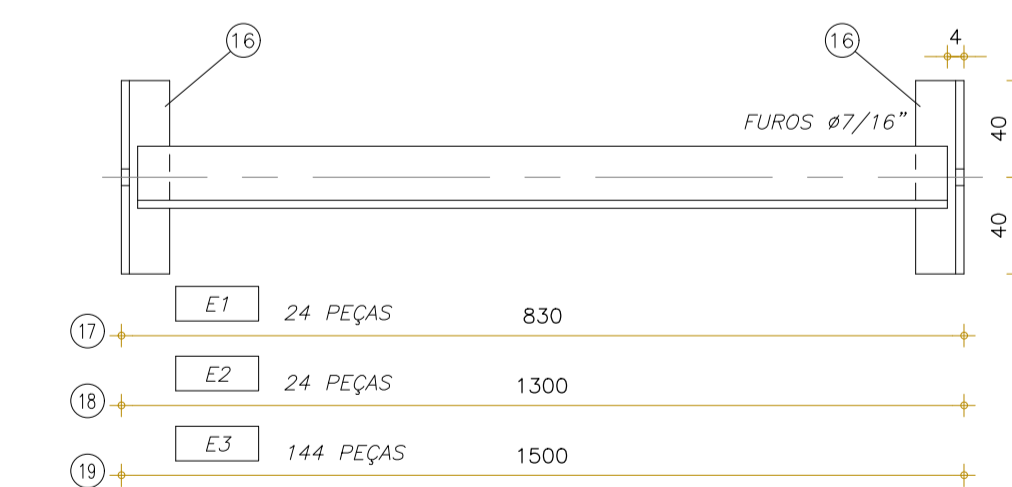 16
16
4
FUROS ø7/16”
40
40
E1
24 PEÇAS
830
17
E2
24 PEÇAS
1300
18
E3
144 PEÇAS
1500
19